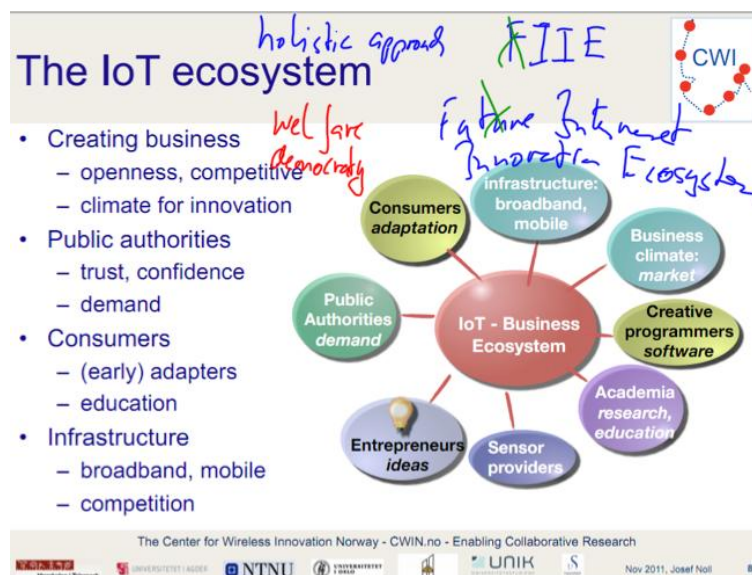 holistic approach FIIE
The IoT ecosystem
CWI
welfare
democraty
Future Internet
Innovation Ecosystem
• Creating business
– openness, competitive
– climate for innovation
• Public authorities
– trust, confidence
– demand
• Consumers
– (early) adapters
– education
• Infrastructure
– broadband, mobile
– competition
Consumers
adaptation
infrastructure:
broadband,
mobile
Business
climate:
market
Public
Authorities
demand
IoT - Business
Ecosystem
Creative
programmers
software
Academia
research,
education
Entrepreneurs
ideas
Sensor
providers
The Center for Wireless Innovation Norway - CWIN.no - Enabling Collaborative Research
UNIVERSITETET I AGDER
NTNU
UNIVERSITETET
I OSLO
UNIK
Nov 2011, Josef Noll